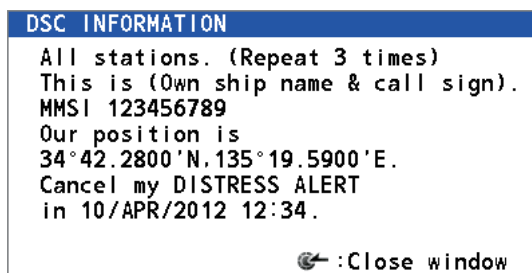 DSC INFORMATION
All stations. (Repeat 3 times)
This is (Own ship name & call sign).
MMSI 123456789
Our position is
34°42.2800'N,135°19.5900'E.
Cancel my DISTRESS ALERT
in 10/APR/2012 12:34.
:Close window